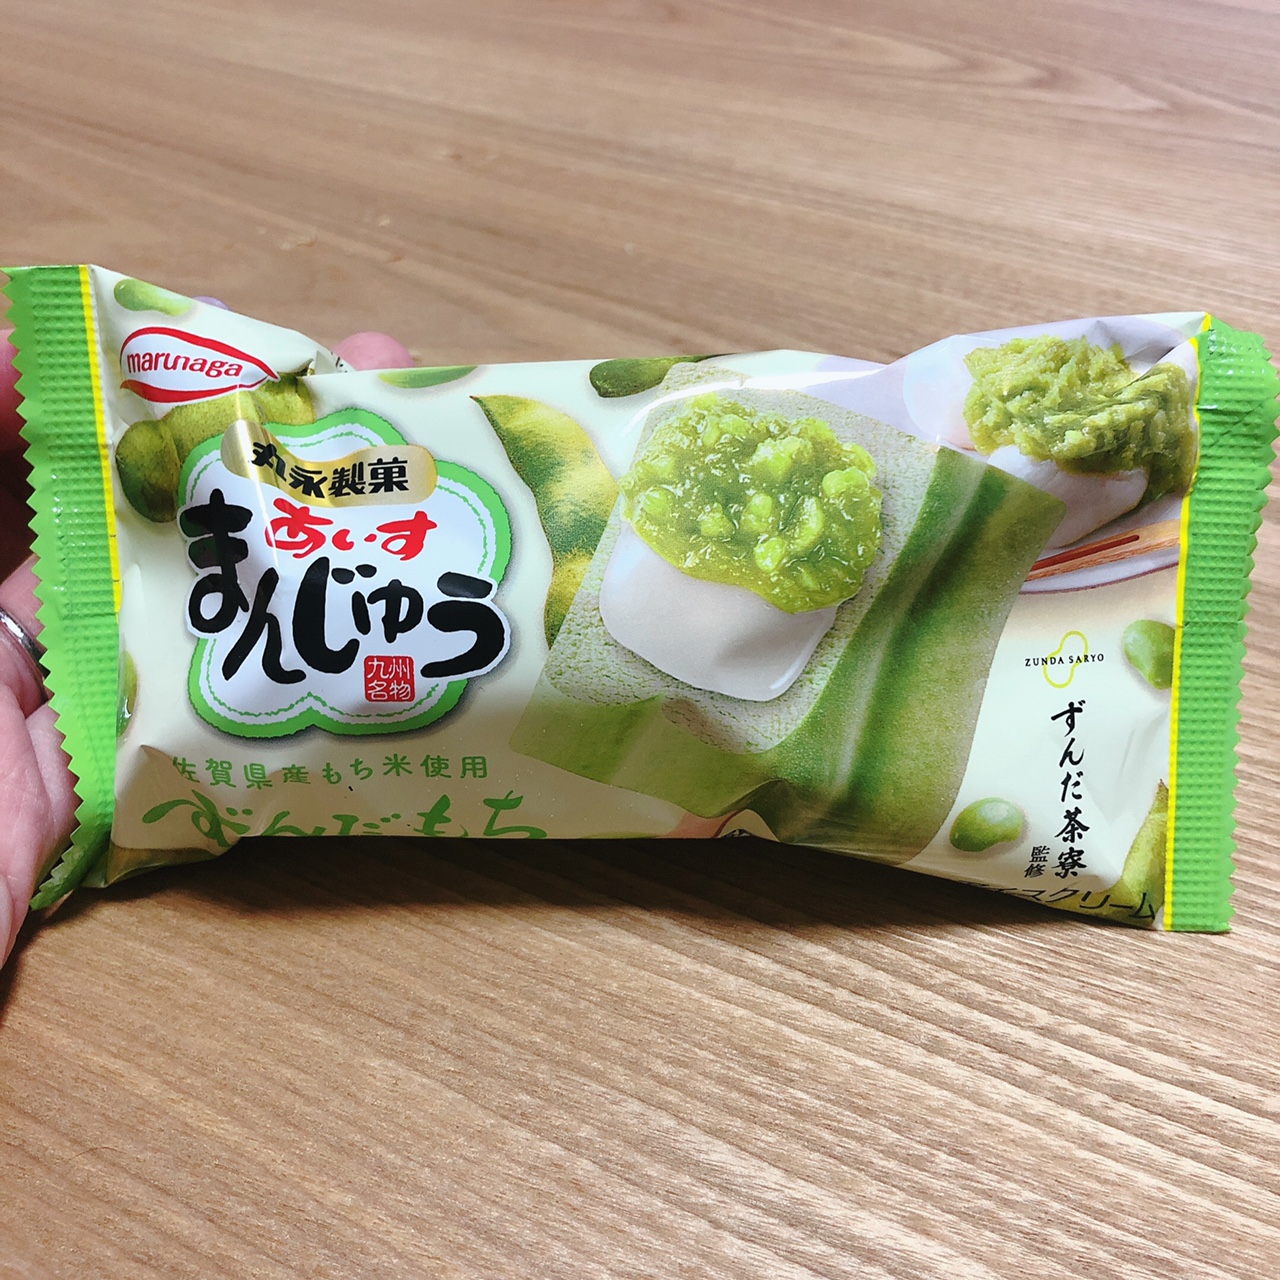 marunaga
丸永製菓
あいす
まんじゅう
九州
名物
佐賀県産もち米使用
ずんだもち
ZUNDA SARYO
ずんだ茶寮
監修
アイスクリーム